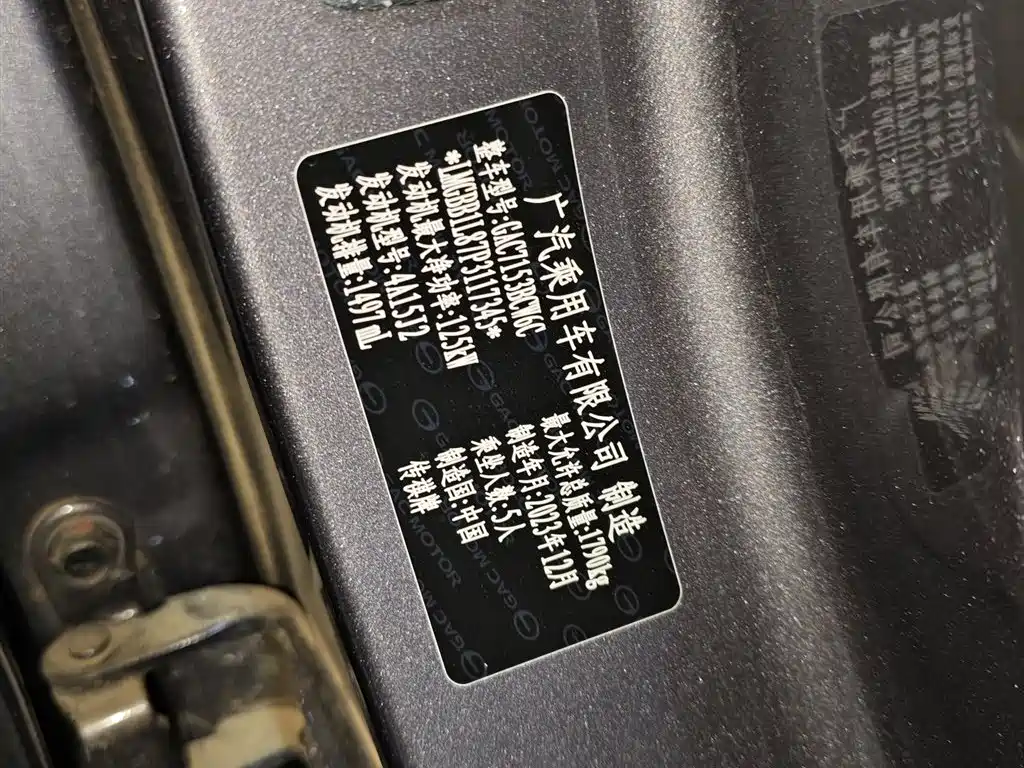 广汽乘用车有限公司 制造
整车型号:GAC7153BCW6C 最大允许总质量:1790kg
*LMGBB1L87P3117345* 制造年月:2023年12月
发动机最大净功率:125kW 乘坐人数:5人
发动机型号:4A15J2 制造国:中国
发动机排量:1497mL 传祺牌
GAC MOTOR